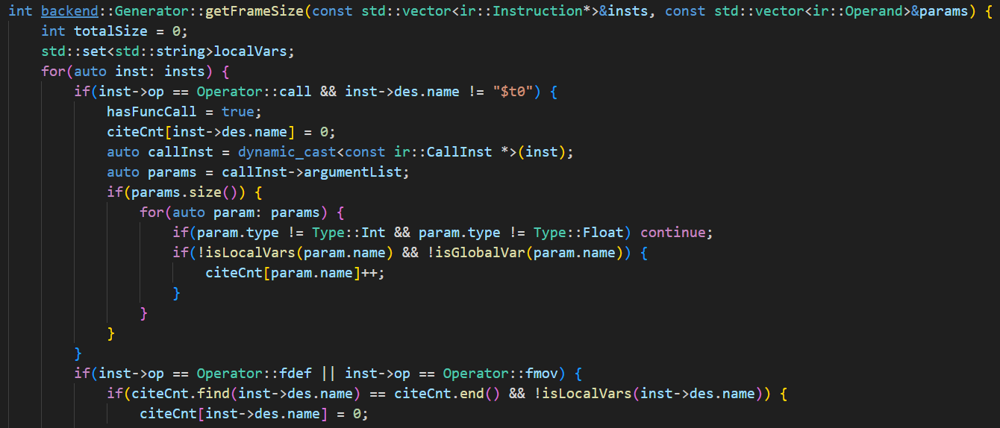 int backend::Generator::getFrameSize(const std::vector<ir::Instruction*>&insts, const std::vector<ir::Operand>&params) {
    int totalSize = 0;
    std::set<std::string>localVars;
    for(auto inst: insts) {
        if(inst->op == Operator::call && inst->des.name != "$t0") {
            hasFuncCall = true;
            citeCnt[inst->des.name] = 0;
            auto callInst = dynamic_cast<const ir::CallInst *>(inst);
            auto params = callInst->argumentList;
            if(params.size()) {
                for(auto param: params) {
                    if(param.type != Type::Int && param.type != Type::Float) continue;
                    if(!isLocalVars(param.name) && !isGlobalVar(param.name)) {
                        citeCnt[param.name]++;
                    }
                }
            }
        }
        if(inst->op == Operator::fdef || inst->op == Operator::fmov) {
            if(citeCnt.find(inst->des.name) == citeCnt.end() && !isLocalVars(inst->des.name)) {
                citeCnt[inst->des.name] = 0;